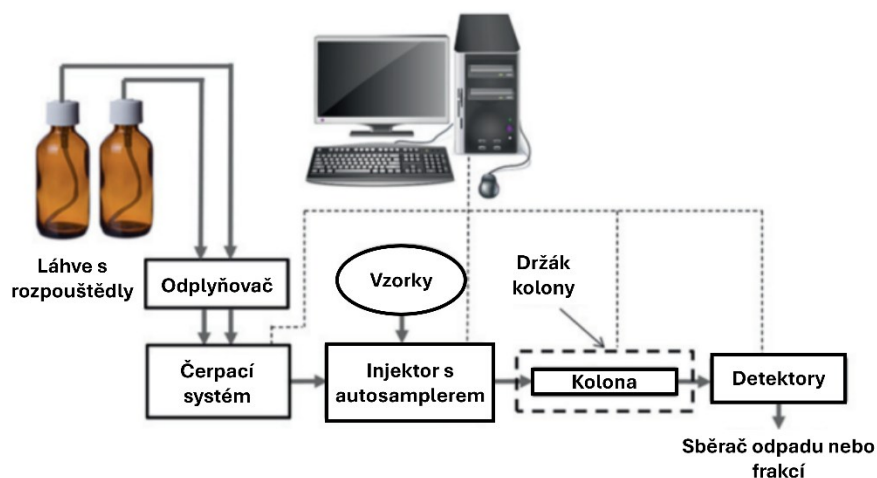 Láhve s
rozpouštědly
Odplyňovač
Vzorky
Držák
kolony
Čerpací
systém
Injektor s
autosamplerem
Kolona
Detektory
Sběrač odpadu nebo
frakcí